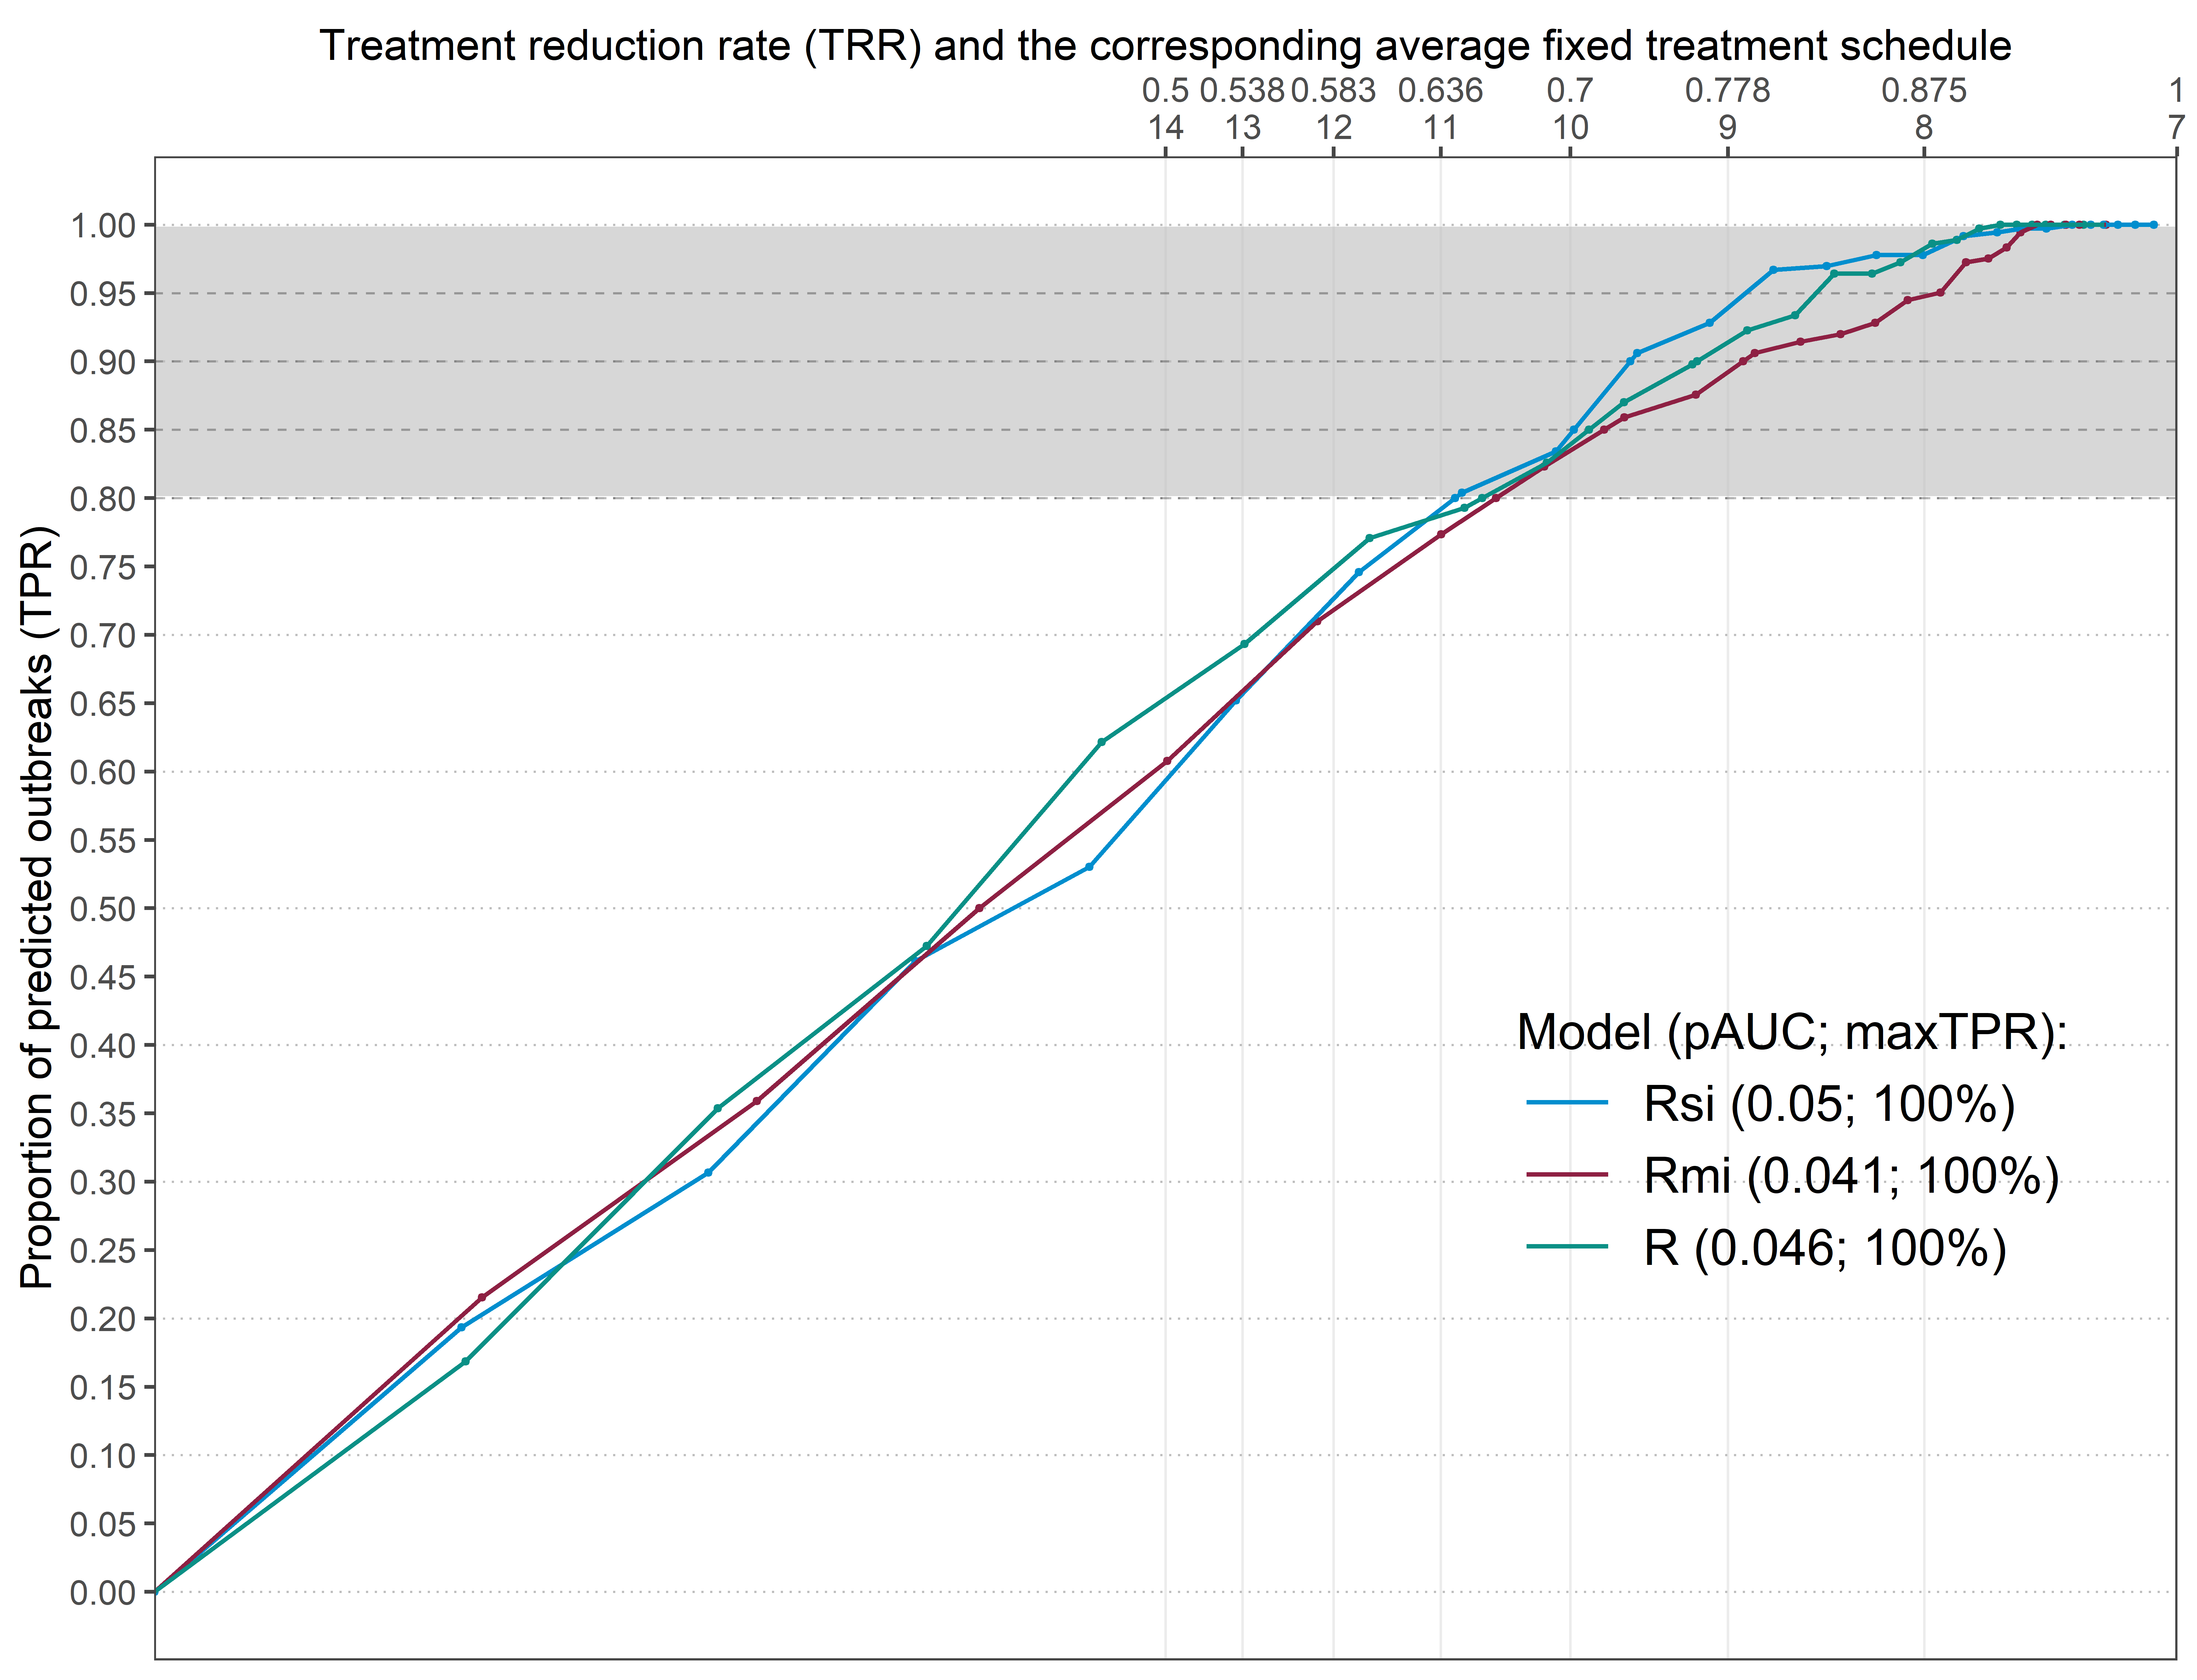 Treatment reduction rate (TRR) and the corresponding average fixed treatment schedule
0.5 0.538 0.583 0.636 0.7 0.778 0.875 1
14 13 12 11 10 9 8 7
Proportion of predicted outbreaks (TPR)
1.00
0.95
0.90
0.85
0.80
0.75
0.70
0.65
0.60
0.55
0.50
0.45
0.40
0.35
0.30
0.25
0.20
0.15
0.10
0.05
0.00
Model (pAUC; maxTPR):
Rsi (0.05; 100%)
Rmi (0.041; 100%)
R (0.046; 100%)